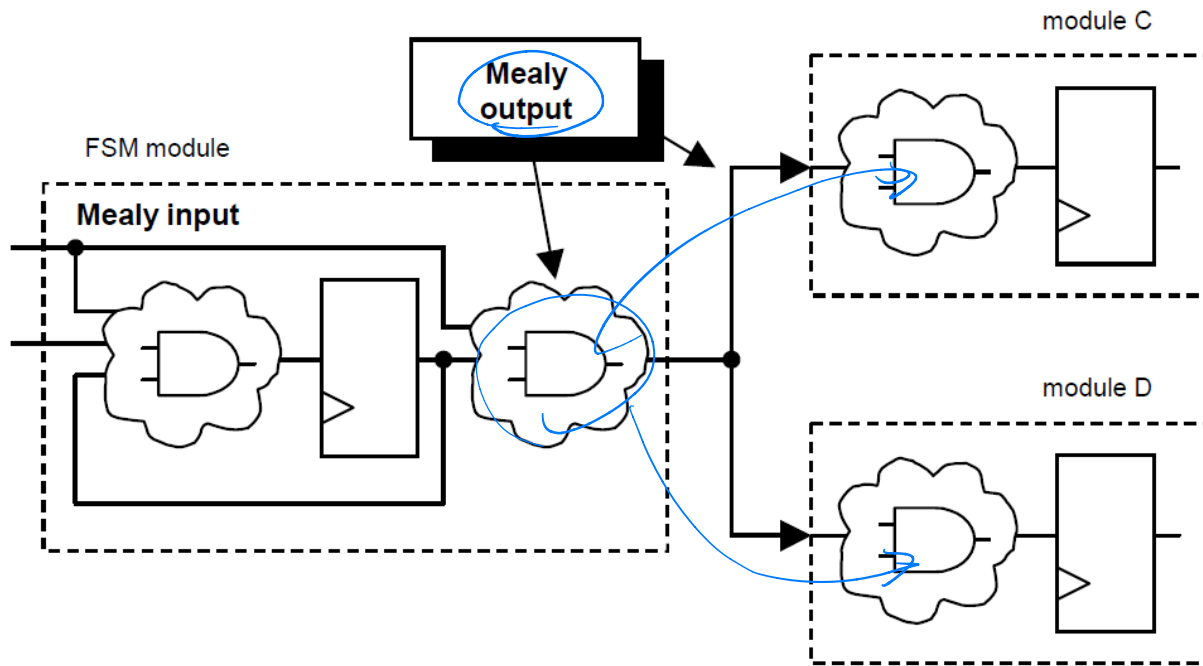 module C
Mealy
output
FSM module
Mealy input
module D